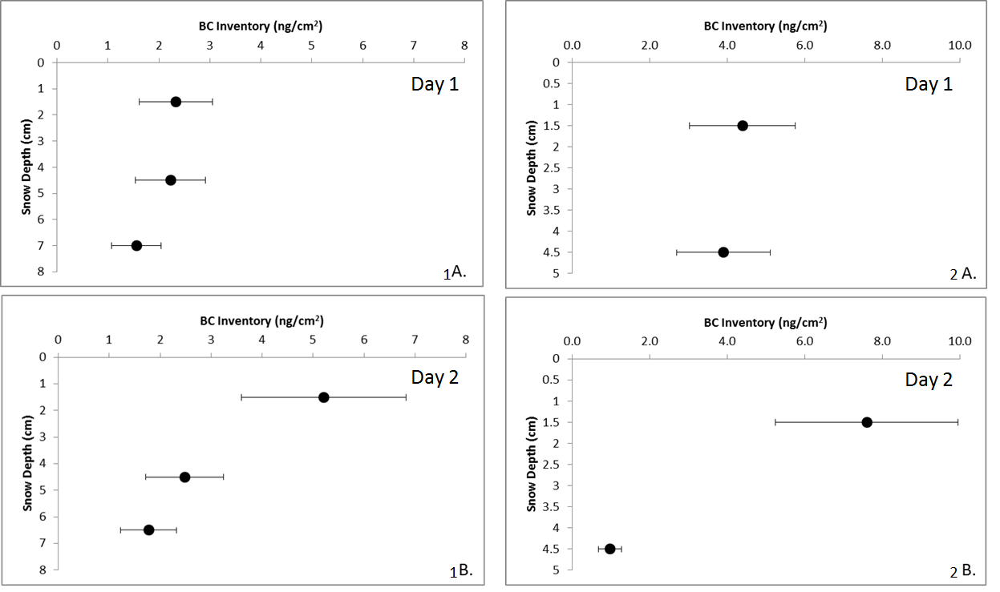 BC Inventory (ng/cm²)
0 1 2 3 4 5 6 7 8
Day 1
Snow Depth (cm)
0
1
2
3
4
5
6
7
8
1A.
BC Inventory (ng/cm²)
0.0 2.0 4.0 6.0 8.0 10.0
Day 1
Snow Depth (cm)
0
0.5
1
1.5
2
2.5
3
3.5
4
4.5
5
2 A.
BC Inventory (ng/cm²)
0 1 2 3 4 5 6 7 8
Day 2
Snow Depth (cm)
0
1
2
3
4
5
6
7
8
1B.
BC Inventory (ng/cm²)
0.0 2.0 4.0 6.0 8.0 10.0
Day 2
Snow Depth (cm)
0
0.5
1
1.5
2
2.5
3
3.5
4
4.5
5
2 B.